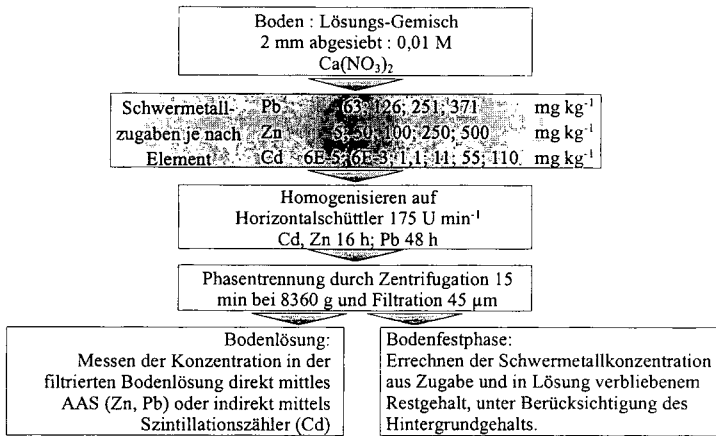 Boden : Lösungs-Gemisch
2 mm abgesiebt : 0,01 M
Ca(NO₃)₂
Schwermetall- Pb 63; 126; 251; 371 mg kg⁻¹
zugaben je nach Zn 5; 50; 100; 250; 500 mg kg⁻¹
Element Cd 6E-5; 6E-3; 1,1; 11; 55; 110 mg kg⁻¹
Homogenisieren auf
Horizontalschüttler 175 U min⁻¹
Cd, Zn 16 h; Pb 48 h
Phasentrennung durch Zentrifugation 15
min bei 8360 g und Filtration 45 µm
Bodenlösung:
Messen der Konzentration in der
filtrierten Bodenlösung direkt mittles
AAS (Zn, Pb) oder indirekt mittels
Szintillationszähler (Cd)
Bodenfestphase:
Errechnen der Schwermetallkonzentration
aus Zugabe und in Lösung verbliebenem
Restgehalt, unter Berücksichtigung des
Hintergrundgehalts.